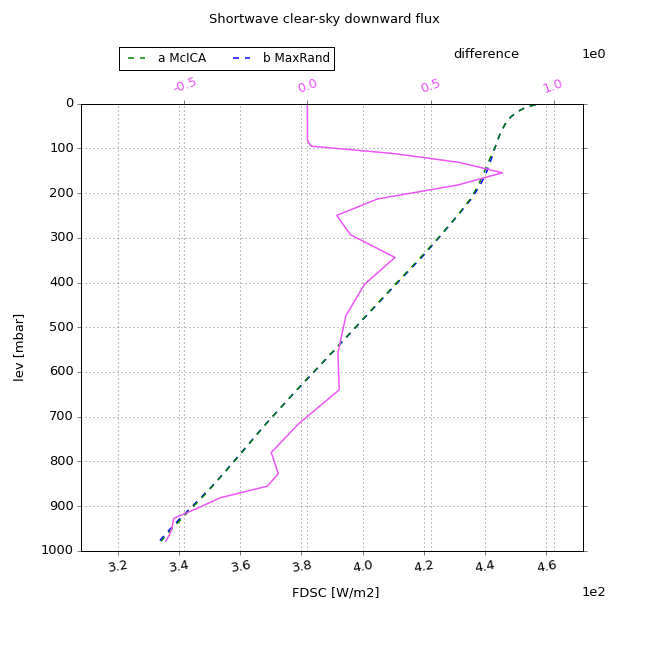 Shortwave clear-sky downward flux
a McICA b MaxRand
difference 1e0
-0.5 0.0 0.5 1.0
0
100
200
300
400
500
600
700
800
900
1000
lev [mbar]
3.2 3.4 3.6 3.8 4.0 4.2 4.4 4.6
FDSC [W/m2] 1e2